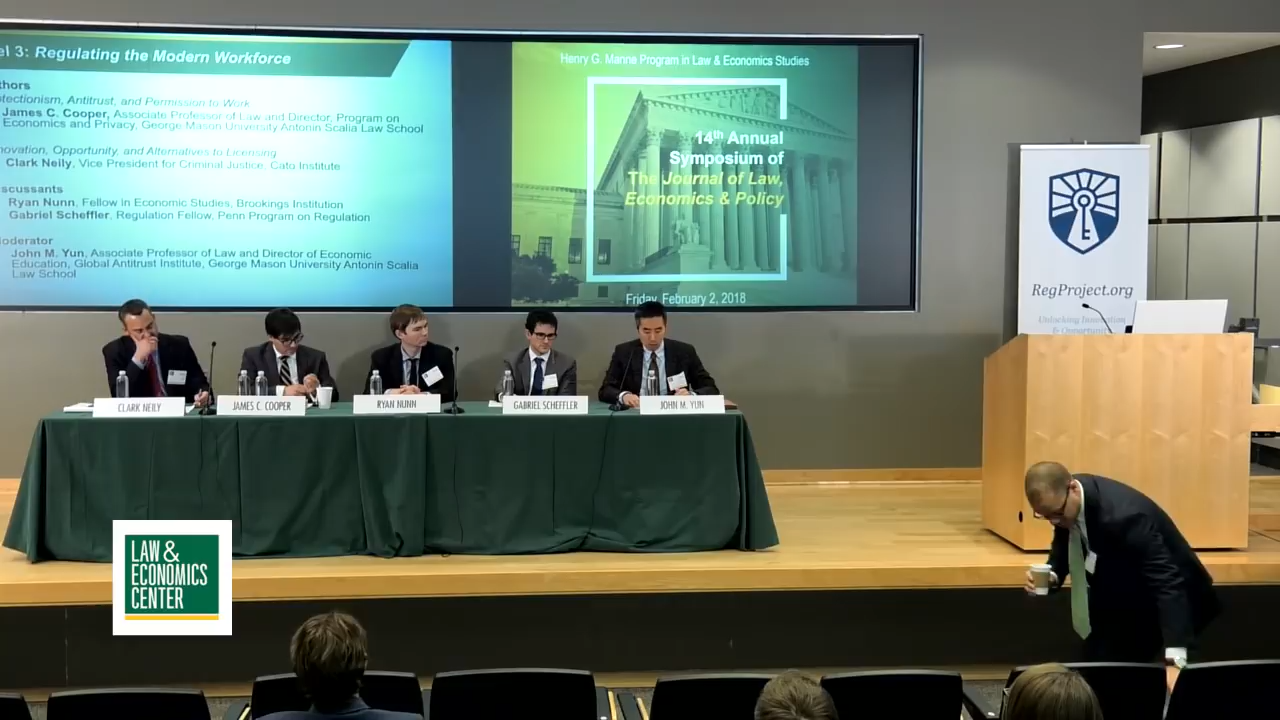 el 3: Regulating the Modern Workforce
thors
otectionism, Antitrust, and Permission to Work
James C. Cooper, Associate Professor of Law and Director, Program on
Economics and Privacy, George Mason University Antonin Scalia Law School
novation, Opportunity, and Alternatives to Licensing
Clark Neily, Vice President for Criminal Justice, Cato Institute
scussants
Ryan Nunn, Fellow in Economic Studies, Brookings Institution
Gabriel Scheffler, Regulation Fellow, Penn Program on Regulation
oderator
John M. Yun, Associate Professor of Law and Director of Economic
Education, Global Antitrust Institute, George Mason University Antonin Scalia
Law School
Henry G. Manne Program in Law & Economics Studies
14th Annual
Symposium of
The Journal of Law,
Economics & Policy
Friday, February 2, 2018
RegProject.org
Unlocking Innovation
& Opportunity
CLARK NEILY
JAMES C. COOPER
RYAN NUNN
GABRIEL SCHEFFLER
JOHN M. YUN
LAW &
ECONOMICS
CENTER